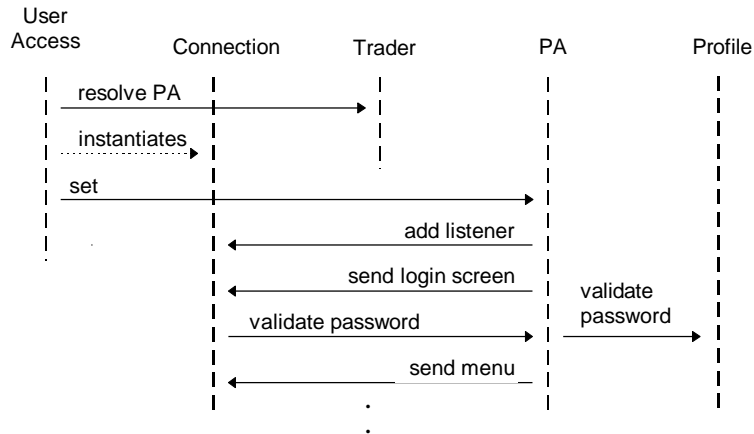 User
Access
Connection
Trader
PA
Profile
resolve PA
instantiates
set
add listener
send login screen
validate
password
validate password
send menu